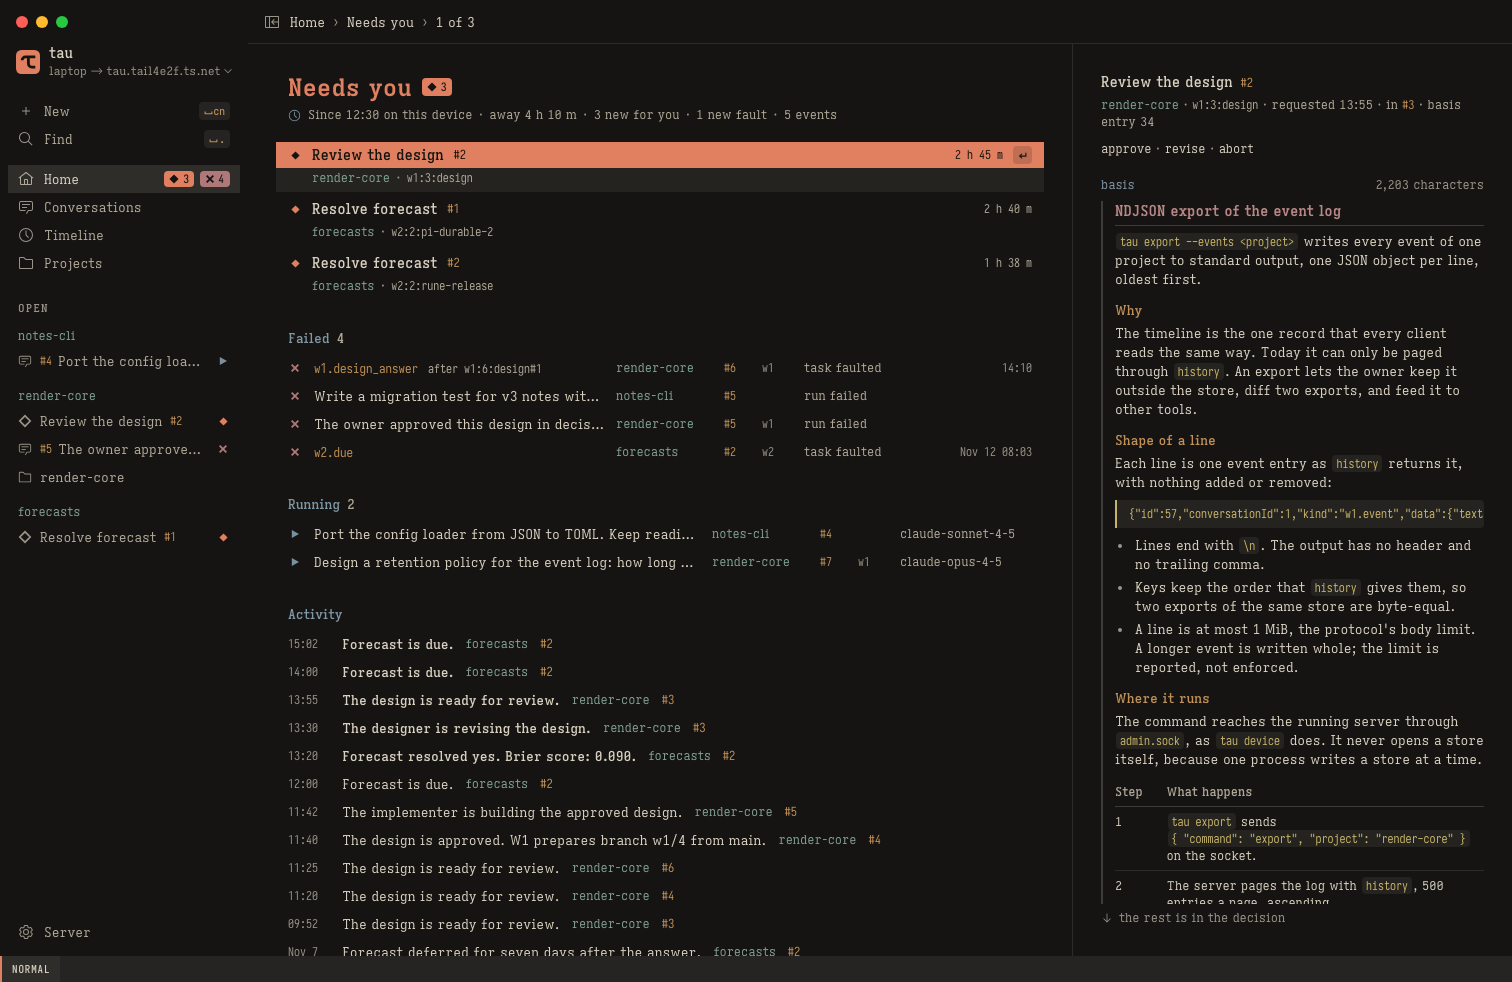 Home › Needs you › 1 of 3
tau
laptop → tau.tail4e2f.ts.net
+ New ⎵cn
Find ⎵.
Home ◆ 3 ✕ 4
Conversations
Timeline
Projects
OPEN
notes-cli
#4 Port the config loa...
render-core
Review the design #2
#5 The owner approve...
render-core
forecasts
Resolve forecast #1
Server
NORMAL
Needs you ◆ 3
Since 12:30 on this device · away 4 h 10 m · 3 new for you · 1 new fault · 5 events
Review the design #2 2 h 45 m ↵
render-core · w1:3:design
Resolve forecast #1 2 h 40 m
forecasts · w2:2:pi-durable-2
Resolve forecast #2 1 h 38 m
forecasts · w2:2:rune-release
Failed 4
w1.design_answer after w1:6:design#1 render-core #6 w1 task faulted 14:10
Write a migration test for v3 notes wit... notes-cli #5 run failed
The owner approved this design in decis... render-core #5 w1 run failed
w2.due forecasts #2 w2 task faulted Nov 12 08:03
Running 2
Port the config loader from JSON to TOML. Keep readi... notes-cli #4 claude-sonnet-4-5
Design a retention policy for the event log: how long ... render-core #7 w1 claude-opus-4-5
Activity
15:02 Forecast is due. forecasts #2
14:00 Forecast is due. forecasts #2
13:55 The design is ready for review. render-core #3
13:30 The designer is revising the design. render-core #3
13:20 Forecast resolved yes. Brier score: 0.090. forecasts #2
12:00 Forecast is due. forecasts #2
11:42 The implementer is building the approved design. render-core #5
11:40 The design is approved. W1 prepares branch w1/4 from main. render-core #4
11:25 The design is ready for review. render-core #6
11:20 The design is ready for review. render-core #4
09:52 The design is ready for review. render-core #3
Nov 7 Forecast deferred for seven days after the answer. forecasts #2
Review the design #2
render-core · w1:3:design · requested 13:55 · in #3 · basis
entry 34
approve · revise · abort
basis 2,203 characters
NDJSON export of the event log
tau export --events <project> writes every event of one
project to standard output, one JSON object per line,
oldest first.
Why
The timeline is the one record that every client
reads the same way. Today it can only be paged
through history. An export lets the owner keep it
outside the store, diff two exports, and feed it to
other tools.
Shape of a line
Each line is one event entry as history returns it,
with nothing added or removed:
{"id":57,"conversationId":1,"kind":"w1.event","data":{"text
• Lines end with \n. The output has no header and
no trailing comma.
• Keys keep the order that history gives them, so
two exports of the same store are byte-equal.
• A line is at most 1 MiB, the protocol's body limit.
A longer event is written whole; the limit is
reported, not enforced.
Where it runs
The command reaches the running server through
admin.sock, as tau device does. It never opens a store
itself, because one process writes a store at a time.
Step What happens
1 tau export sends
{ "command": "export", "project": "render-core" }
on the socket.
2 The server pages the log with history, 500
entries a page, ascending.
↓ the rest is in the decision